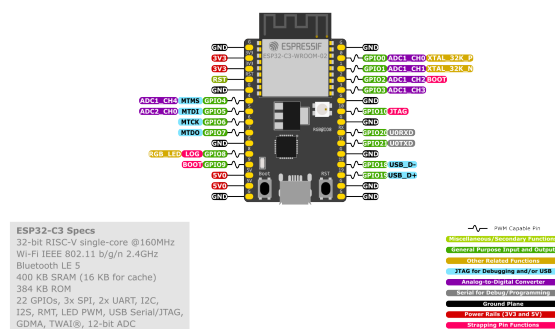 ESPRESSIF
ESP32-C3-WROOM-02
GND GND
3V3 GPIO0 ADC1_CH0 XTAL_32K_P
3V3 GPIO1 ADC1_CH1 XTAL_32K_N
RST GPIO2 ADC1_CH2 BOOT
GND GPIO3 ADC1_CH3
ADC1_CH4 MTMS GPIO4 GND
ADC2_CH0 MTDI GPIO5 GPIO10 JTAG
MTCK GPIO6 GND
MTDO GPIO7 GPIO20 U0RXD
GND GPIO21 U0TXD
RGB_LED LOG GPIO8 GND
BOOT GPIO9 GPIO18 USB_D-
5V0 GPIO19 USB_D+
5V0 GND
GND GND
Boot RST
ESP32-C3 Specs
32-bit RISC-V single-core @160MHz
Wi-Fi IEEE 802.11 b/g/n 2.4GHz
Bluetooth LE 5
400 KB SRAM (16 KB for cache)
384 KB ROM
22 GPIOs, 3x SPI, 2x UART, I2C,
I2S, RMT, LED PWM, USB Serial/JTAG,
GDMA, TWAI®, 12-bit ADC
PWM Capable Pin
Miscellaneous/Secondary Functions
General Purpose Input and Output
Other Related Functions
JTAG for Debugging and/or USB
Analog-to-Digital Converter
Serial for Debug/Programming
Ground Plane
Power Rails (3V3 and 5V)
Strapping Pin Functions